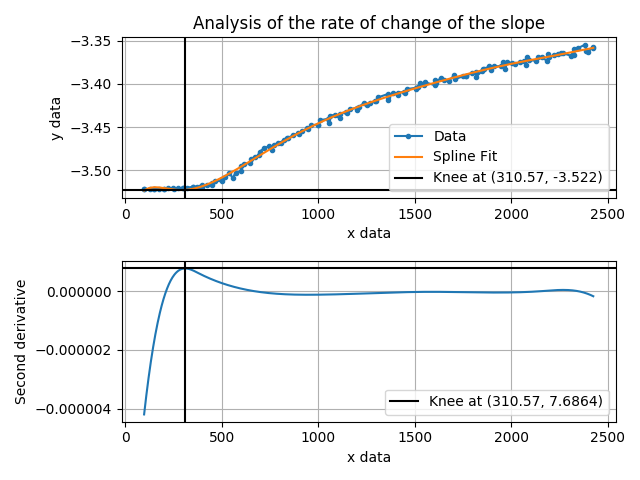 Analysis of the rate of change of the slope
−3.35
−3.40
−3.45
−3.50
y data
Data
Spline Fit
Knee at (310.57, -3.522)
0 500 1000 1500 2000 2500
x data
0.000000
−0.000002
−0.000004
Second derivative
Knee at (310.57, 7.6864)
0 500 1000 1500 2000 2500
x data